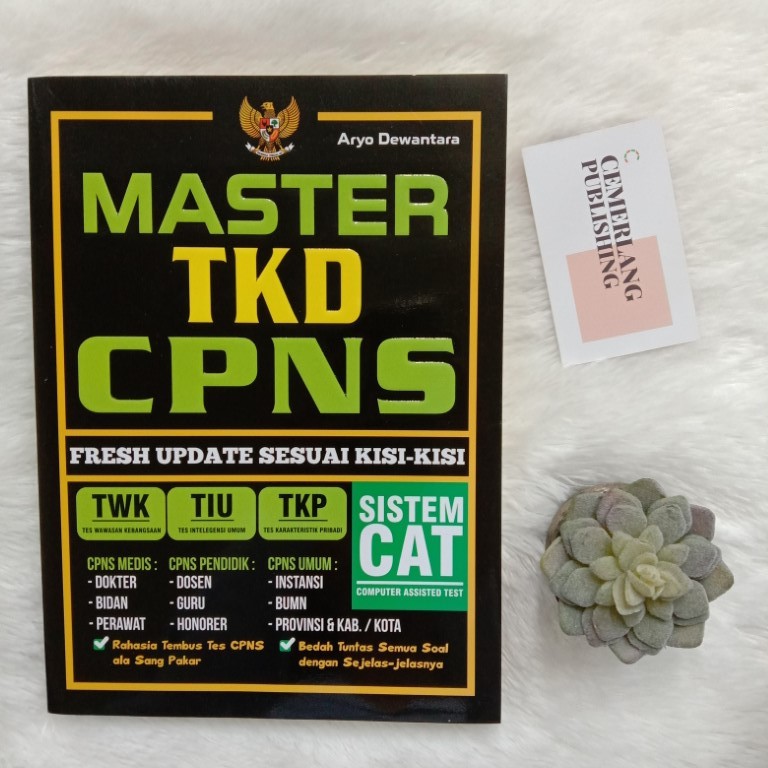 Aryo Dewantara
MASTER
TKD
CPNS
FRESH UPDATE SESUAI KISI-KISI
TWK
TES WAWASAN KEBANGSAAN
TIU
TES INTELEGENSI UMUM
TKP
TES KARAKTERISTIK PRIBADI
SISTEM
CAT
COMPUTER ASSISTED TEST
CPNS MEDIS :
- DOKTER
- BIDAN
- PERAWAT
CPNS PENDIDIK :
- DOSEN
- GURU
- HONORER
CPNS UMUM :
- INSTANSI
- BUMN
- PROVINSI & KAB. / KOTA
Rahasia Tembus Tes CPNS
ala Sang Pakar
Bedah Tuntas Semua Soal
dengan Sejelas-jelasnya
CEMERLANG
PUBLISHING